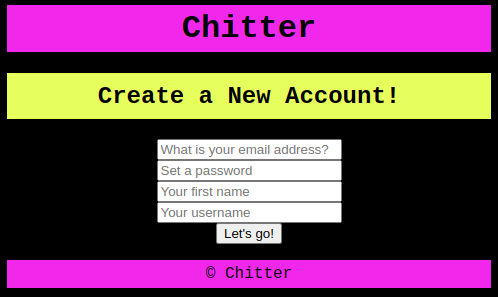 Chitter
Create a New Account!
What is your email address?
Set a password
Your first name
Your username
Let's go!
© Chitter